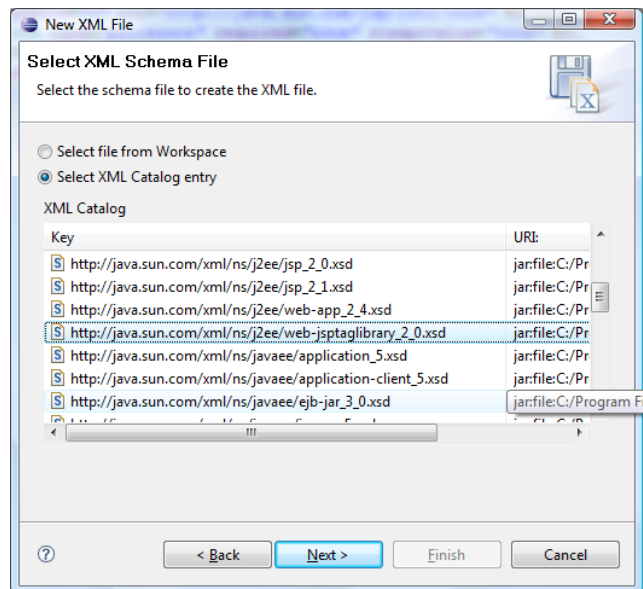 New XML File
Select XML Schema File
Select the schema file to create the XML file.
Select file from Workspace
Select XML Catalog entry
XML Catalog
Key URI:
http://java.sun.com/xml/ns/j2ee/jsp_2_0.xsd jar:file:C:/Pr
http://java.sun.com/xml/ns/j2ee/jsp_2_1.xsd jar:file:C:/Pr
http://java.sun.com/xml/ns/j2ee/web-app_2_4.xsd jar:file:C:/Pr
http://java.sun.com/xml/ns/j2ee/web-jsptaglibrary_2_0.xsd jar:file:C:/Pr
http://java.sun.com/xml/ns/javaee/application_5.xsd jar:file:C:/Pr
http://java.sun.com/xml/ns/javaee/application-client_5.xsd jar:file:C:/Pr
http://java.sun.com/xml/ns/javaee/ejb-jar_3_0.xsd jar:file:C:/Program Fi
< Back Next > Finish Cancel